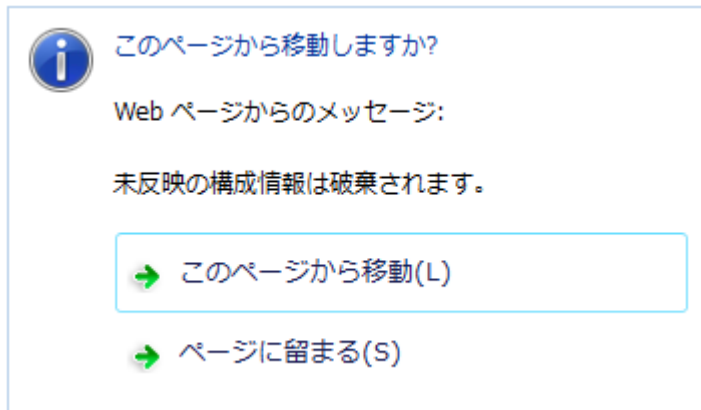 このページから移動しますか?
Web ページからのメッセージ:
未反映の構成情報は破棄されます。
このページから移動(L)
ページに留まる(S)